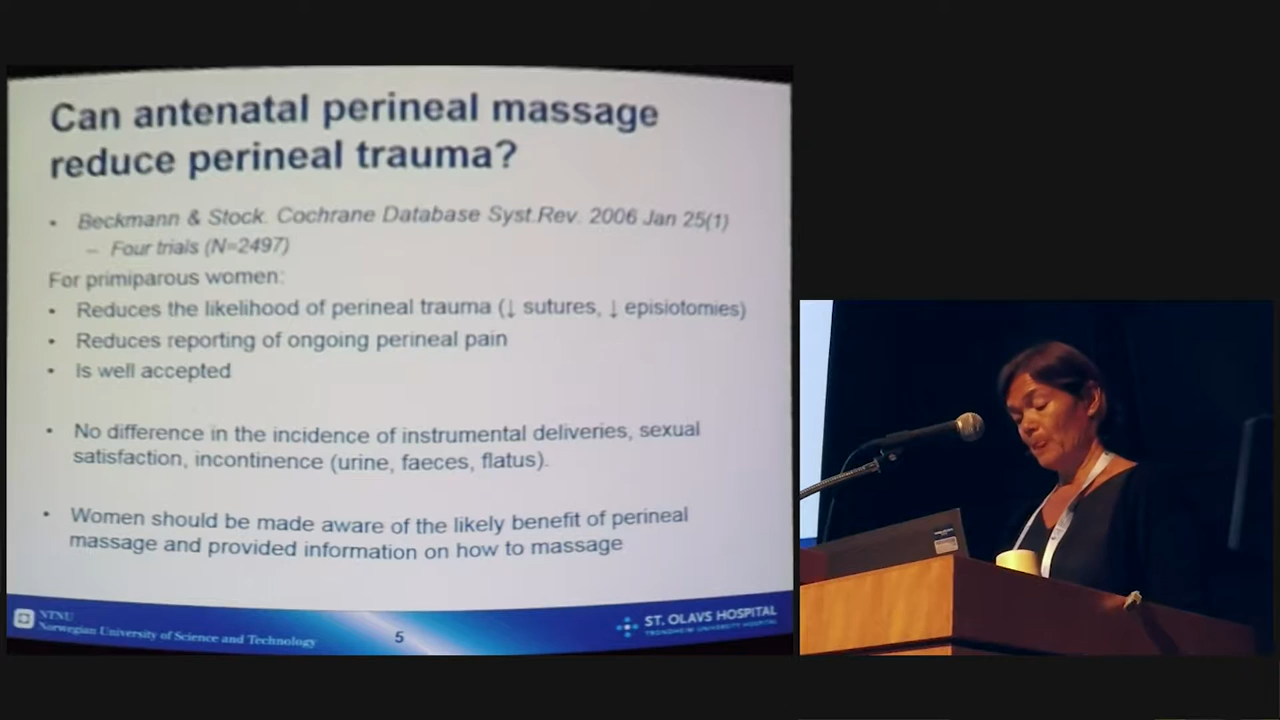 Can antenatal perineal massage
reduce perineal trauma?
• Beckmann & Stock. Cochrane Database Syst.Rev. 2006 Jan 25(1)
– Four trials (N=2497)
For primiparous women:
• Reduces the likelihood of perineal trauma (↓ sutures, ↓ episiotomies)
• Reduces reporting of ongoing perineal pain
• Is well accepted
• No difference in the incidence of instrumental deliveries, sexual
satisfaction, incontinence (urine, faeces, flatus).
• Women should be made aware of the likely benefit of perineal
massage and provided information on how to massage
NTNU
Norwegian University of Science and Technology
5
ST. OLAVS HOSPITAL
TRONDHEIM UNIVERSITY HOSPITAL